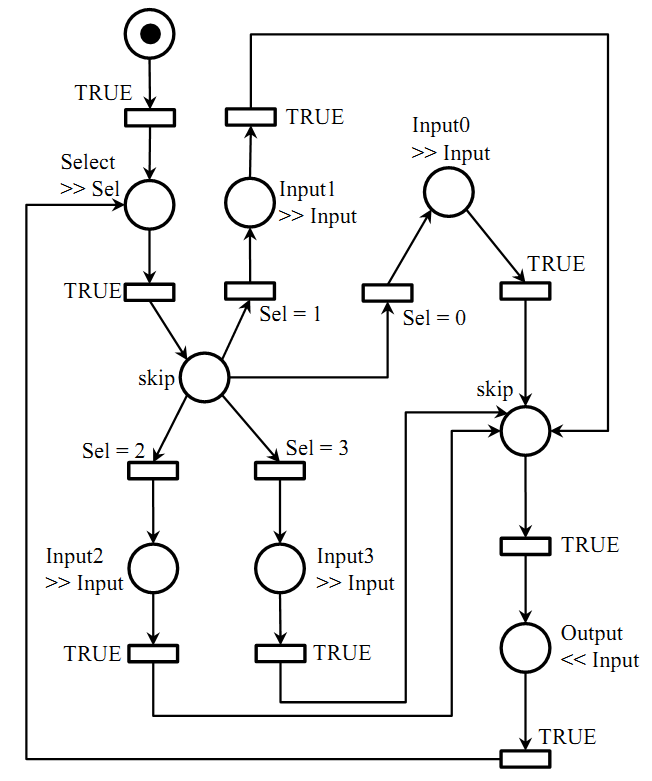 TRUE
TRUE
Input0
>> Input
Select
>> Sel
Input1
>> Input
TRUE
TRUE
Sel = 1
Sel = 0
skip
skip
Sel = 2
Sel = 3
TRUE
Input2
>> Input
Input3
>> Input
Output
<< Input
TRUE
TRUE
TRUE